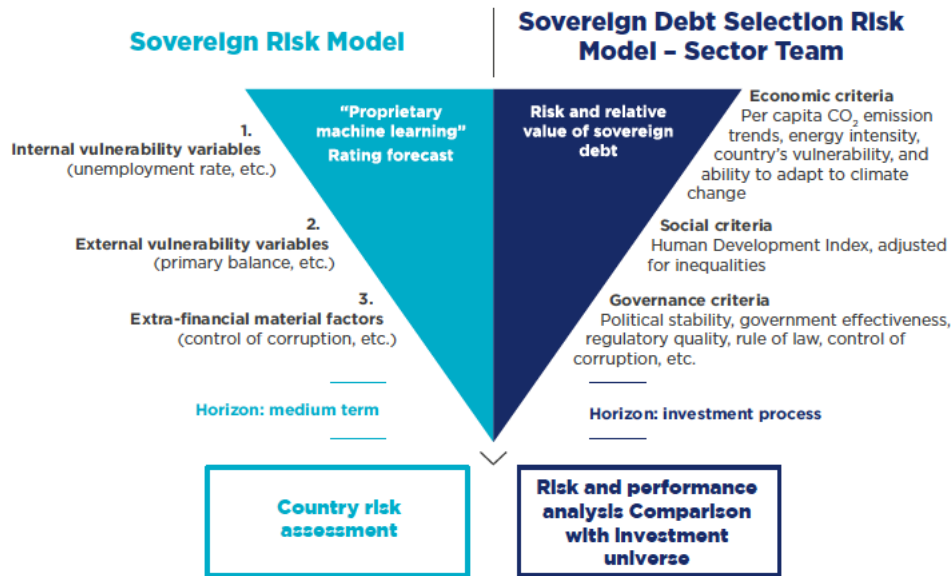 Sovereign Risk Model
Sovereign Debt Selection Risk
Model – Sector Team
“Proprietary
machine learning”
Rating forecast
Risk and relative
value of sovereign
debt
1.
Internal vulnerability variables
(unemployment rate, etc.)
2.
External vulnerability variables
(primary balance, etc.)
3.
Extra-financial material factors
(control of corruption, etc.)
Economic criteria
Per capita CO₂ emission
trends, energy intensity,
country’s vulnerability, and
ability to adapt to climate
change
Social criteria
Human Development Index, adjusted
for inequalities
Governance criteria
Political stability, government effectiveness,
regulatory quality, rule of law, control of
corruption, etc.
Horizon: medium term
Horizon: investment process
Country risk
assessment
Risk and performance
analysis Comparison
with investment
universe